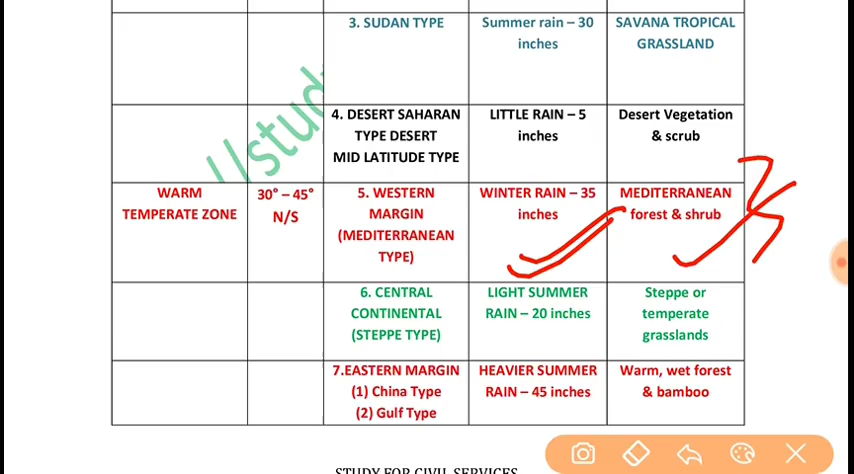 3. SUDAN TYPE
Summer rain – 30
inches
SAVANA TROPICAL
GRASSLAND
//stud
4. DESERT SAHARAN
TYPE DESERT
MID LATITUDE TYPE
LITTLE RAIN – 5
inches
Desert Vegetation
& scrub
WARM
TEMPERATE ZONE
30° – 45°
N/S
5. WESTERN
MARGIN
(MEDITERRANEAN
TYPE)
WINTER RAIN – 35
inches
MEDITERRANEAN
forest & shrub
6. CENTRAL
CONTINENTAL
(STEPPE TYPE)
LIGHT SUMMER
RAIN – 20 inches
Steppe or
temperate
grasslands
7.EASTERN MARGIN
(1) China Type
(2) Gulf Type
HEAVIER SUMMER
RAIN – 45 inches
Warm, wet forest
& bamboo
STUDY FOR CIVIL SERVICES